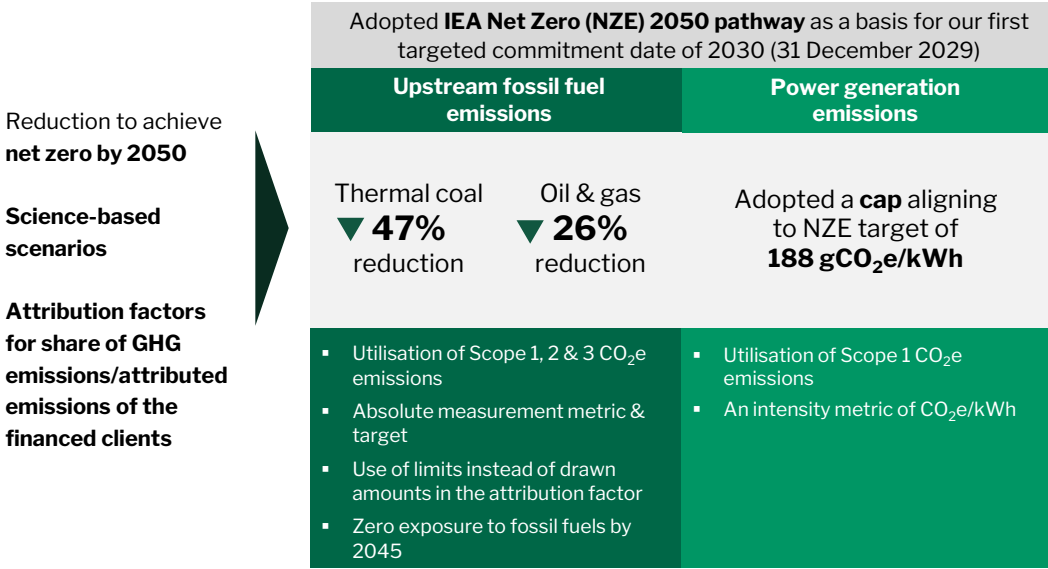 Adopted IEA Net Zero (NZE) 2050 pathway as a basis for our first
targeted commitment date of 2030 (31 December 2029)
Upstream fossil fuel
emissions
Power generation
emissions
Reduction to achieve
net zero by 2050
Science-based
scenarios
Attribution factors
for share of GHG
emissions/attributed
emissions of the
financed clients
Thermal coal
▼ 47%
reduction
Oil & gas
▼ 26%
reduction
Adopted a cap aligning
to NZE target of
188 gCO₂e/kWh
▪ Utilisation of Scope 1, 2 & 3 CO₂e
emissions
▪ Absolute measurement metric &
target
▪ Use of limits instead of drawn
amounts in the attribution factor
▪ Zero exposure to fossil fuels by
2045
▪ Utilisation of Scope 1 CO₂e
emissions
▪ An intensity metric of CO₂e/kWh